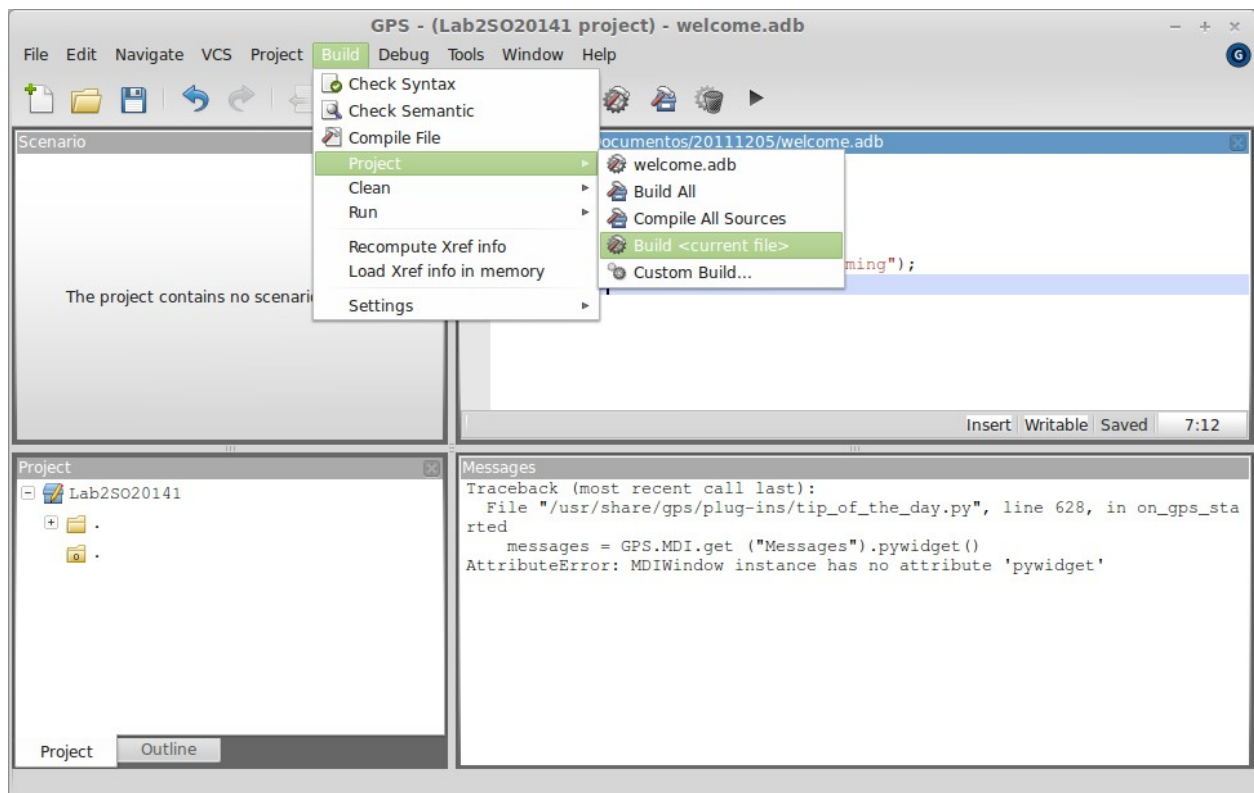 GPS - (Lab2SO20141 project) - welcome.adb
File Edit Navigate VCS Project Build Debug Tools Window Help
G
Check Syntax
Check Semantic
Compile File
Project
Clean
Run
Recompute Xref info
Load Xref info in memory
Settings
welcome.adb
Build All
Compile All Sources
Build <current file>
Custom Build...
Scenario
The project contains no scenari
ocumentos/20111205/welcome.adb
ming");
Insert Writable Saved 7:12
Project
Lab2SO20141
.
.
Project Outline
Messages
Traceback (most recent call last):
File "/usr/share/gps/plug-ins/tip_of_the_day.py", line 628, in on_gps_sta
rted
messages = GPS.MDI.get ("Messages").pywidget()
AttributeError: MDIWindow instance has no attribute 'pywidget'